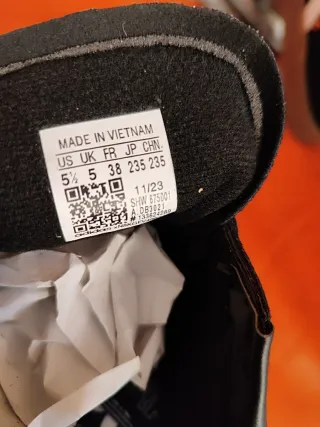 MADE IN VIETNAM
US UK FR JP CHN.
5½ 5 38 235 235
11/23
SHW 675001